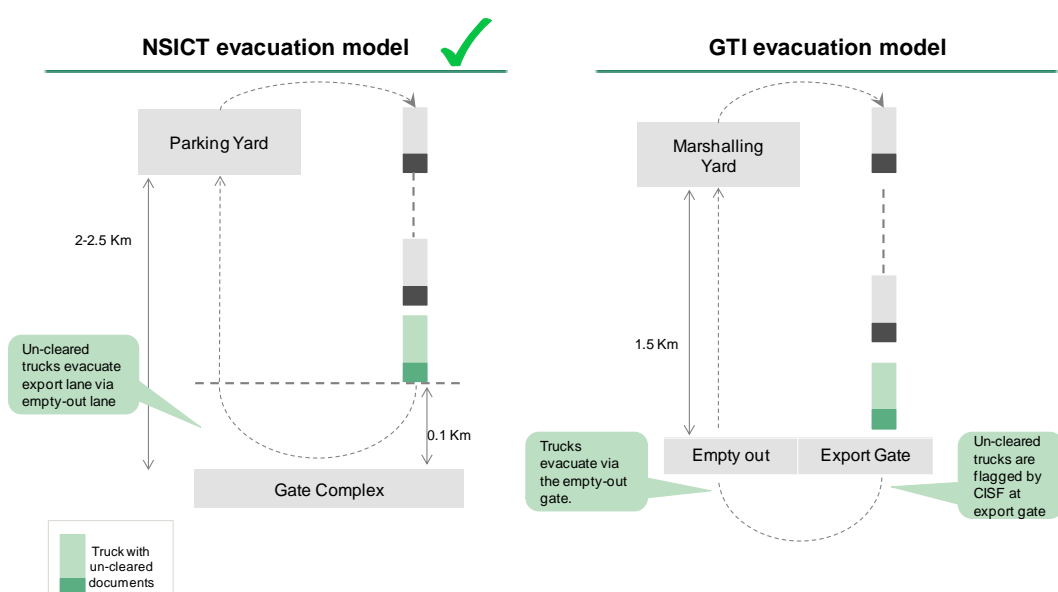 NSICT evacuation model
Parking Yard
2-2.5 Km
Un-cleared
trucks evacuate
export lane via
empty-out lane
0.1 Km
Gate Complex
Truck with
un-cleared
documents
GTI evacuation model
Marshalling
Yard
1.5 Km
Trucks
evacuate via
the empty-out
gate.
Empty out
Export Gate
Un-cleared
trucks are
flagged by
CISF at
export gate